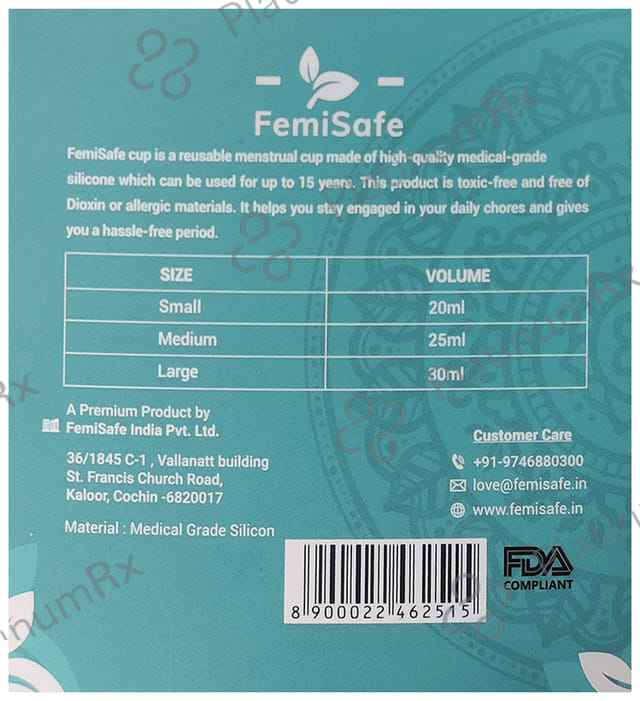 PlatinumRx
FemiSafe
FemiSafe cup is a reusable menstrual cup made of high-quality medical-grade
silicone which can be used for up to 15 years. This product is toxic-free and free of
Dioxin or allergic materials. It helps you stay engaged in your daily chores and gives
you a hassle-free period.
SIZE VOLUME
Small 20ml
Medium 25ml
Large 30ml
A Premium Product by
FemiSafe India Pvt. Ltd.
36/1845 C-1 , Vallanatt building
St. Francis Church Road,
Kaloor, Cochin -6820017
Material : Medical Grade Silicon
Customer Care
+91-9746880300
love@femisafe.in
www.femisafe.in
8 900022 462515
FDA
COMPLIANT
PlatinumRx
PlatinumRx